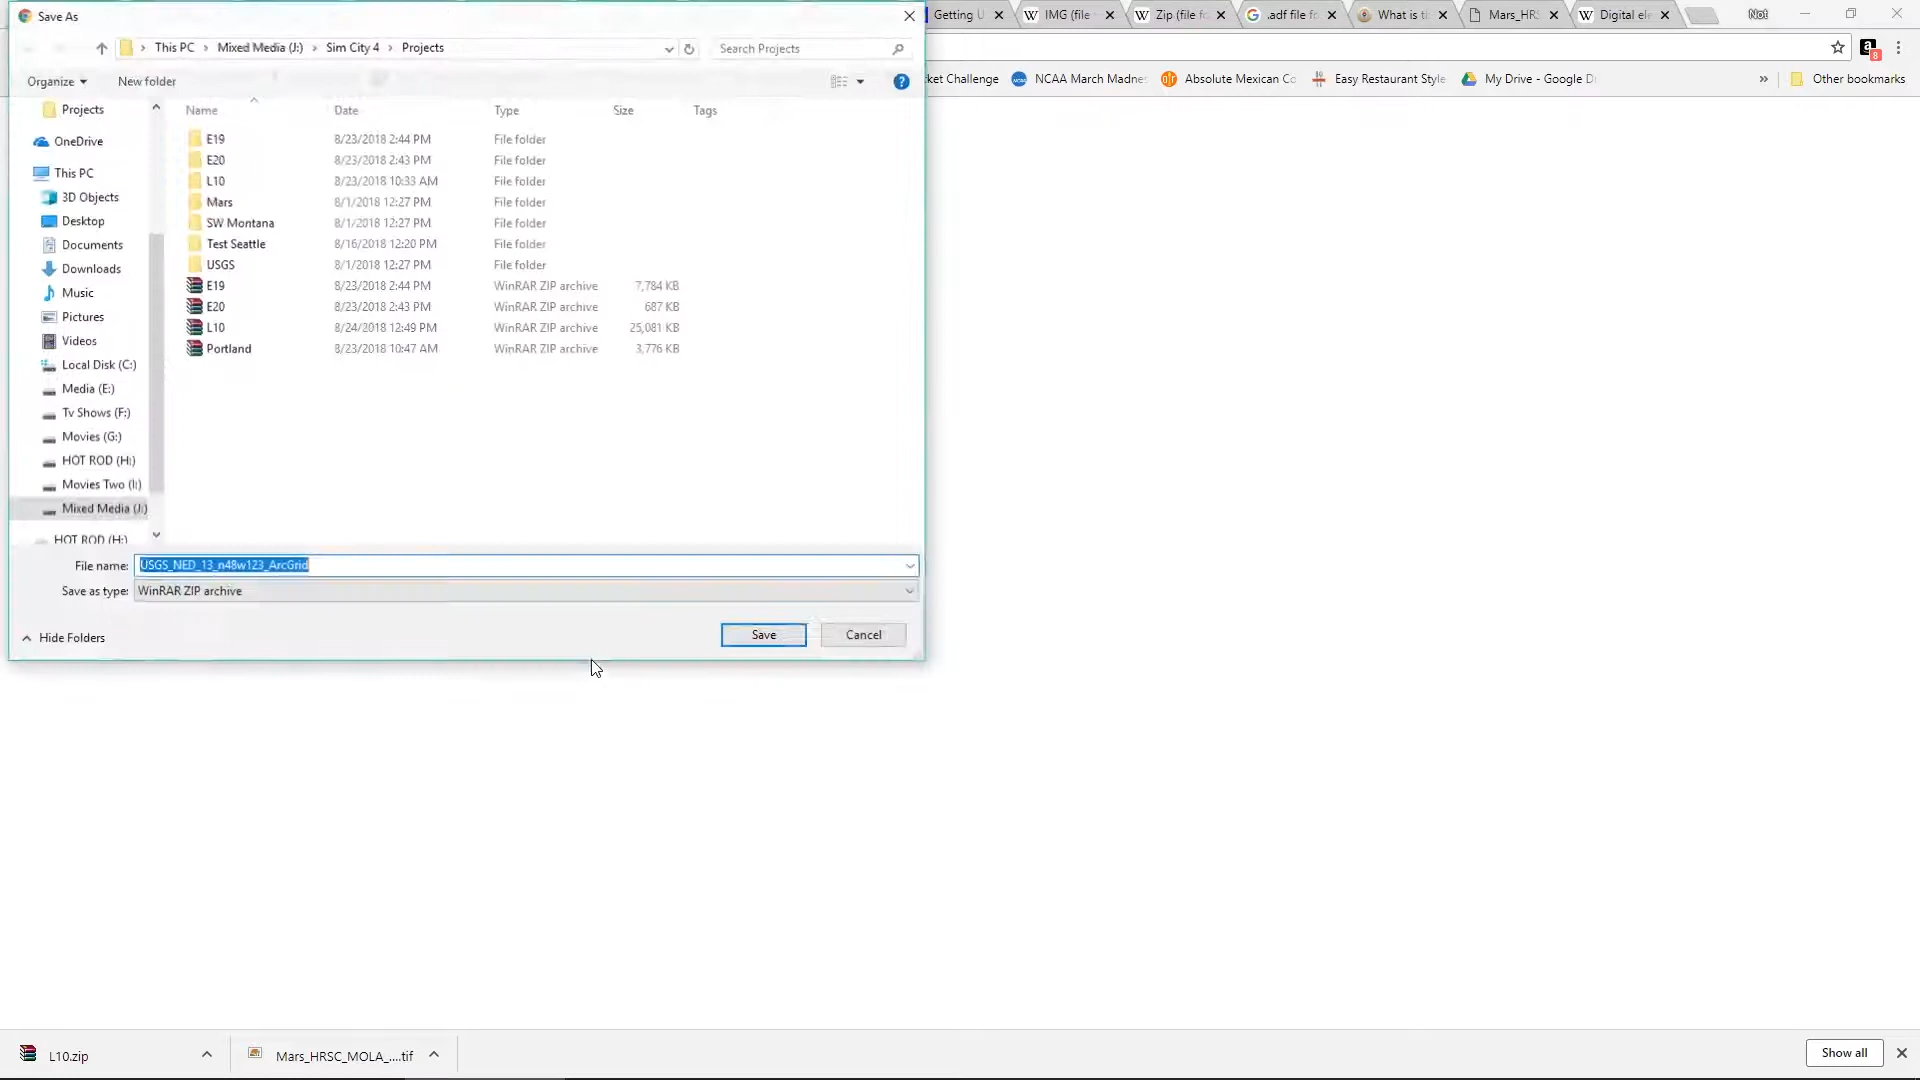 Save As
Getting U
IMG (file
Zip (file fo
.adf file fo
What is ti
Mars_HRS
Digital ele
Not
This PC > Mixed Media (J:) > Sim City 4 > Projects
Search Projects
8
Organize
New folder
?
ket Challenge
NCAA March Madne
Absolute Mexican Co
Easy Restaurant Style
My Drive - Google D
»
Other bookmarks
Name Date Type Size Tags
Projects
OneDrive
This PC
3D Objects
Desktop
Documents
Downloads
Music
Pictures
Videos
Local Disk (C:)
Media (E:)
Tv Shows (F:)
Movies (G:)
HOT ROD (H:)
Movies Two (I:)
Mixed Media (J:)
HOT ROD (H:)
E19 8/23/2018 2:44 PM File folder
E20 8/23/2018 2:43 PM File folder
L10 8/23/2018 10:33 AM File folder
Mars 8/1/2018 12:27 PM File folder
SW Montana 8/1/2018 12:27 PM File folder
Test Seattle 8/16/2018 12:20 PM File folder
USGS 8/1/2018 12:27 PM File folder
E19 8/23/2018 2:44 PM WinRAR ZIP archive 7,784 KB
E20 8/23/2018 2:43 PM WinRAR ZIP archive 687 KB
L10 8/24/2018 12:49 PM WinRAR ZIP archive 25,081 KB
Portland 8/23/2018 10:47 AM WinRAR ZIP archive 3,776 KB
File name: USGS_NED_13_n48w123_ArcGrid
Save as type: WinRAR ZIP archive
Hide Folders
Save
Cancel
L10.zip
Mars_HRSC_MOLA_....tif
Show all